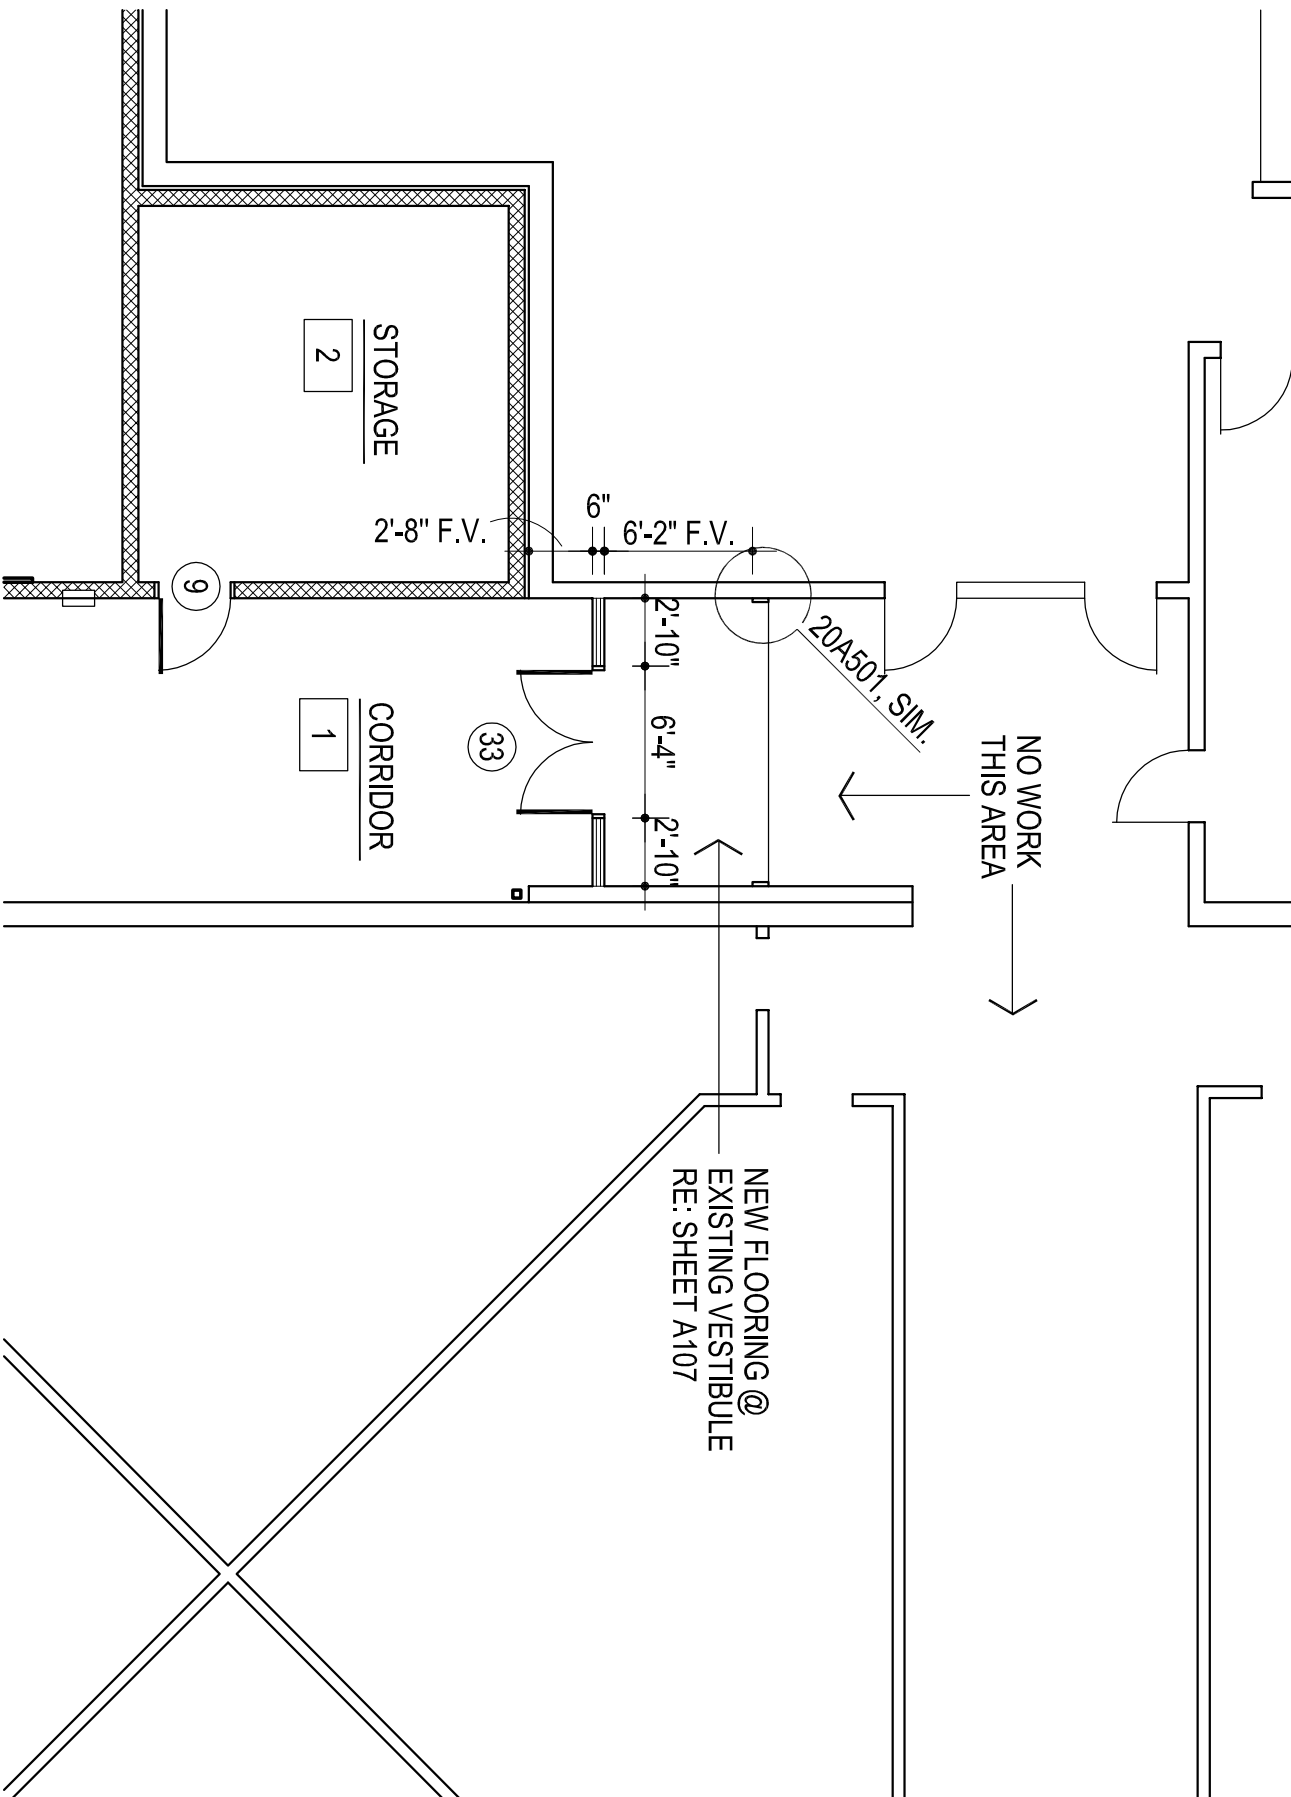 STORAGE
2
2'-8" F.V.
6"
6'-2" F.V.
9
2'-10"
6'-4"
2'-10"
20A501, SIM.
33
CORRIDOR
1
NO WORK
THIS AREA
NEW FLOORING @
EXISTING VESTIBULE
RE: SHEET A107